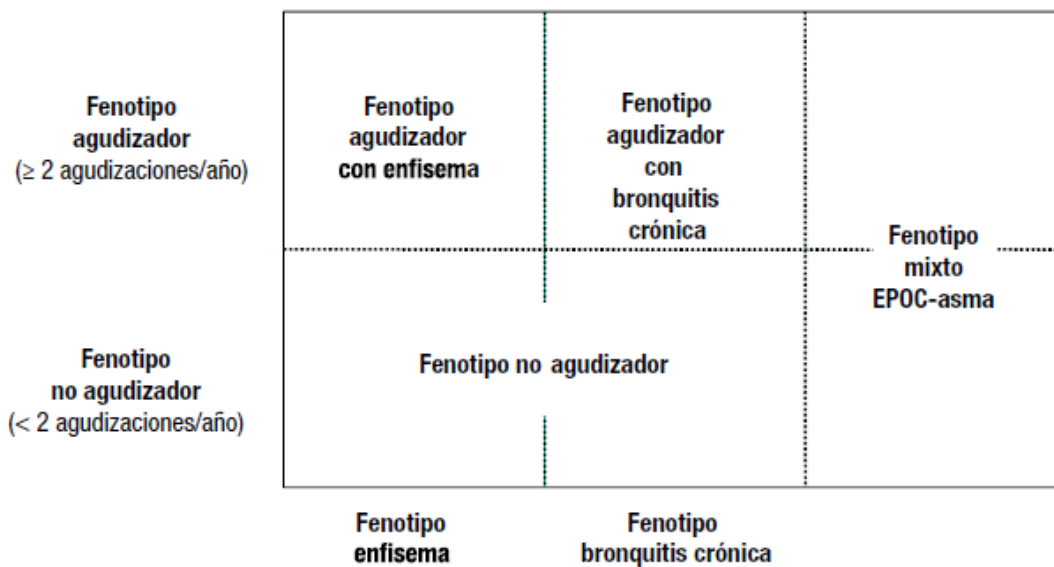 Fenotipo
agudizador
(≥ 2 agudizaciones/año)
Fenotipo
agudizador
con enfisema
Fenotipo
agudizador
con
bronquitis
crónica
Fenotipo
mixto
EPOC-asma
Fenotipo
no agudizador
(< 2 agudizaciones/año)
Fenotipo no agudizador
Fenotipo
enfisema
Fenotipo
bronquitis crónica